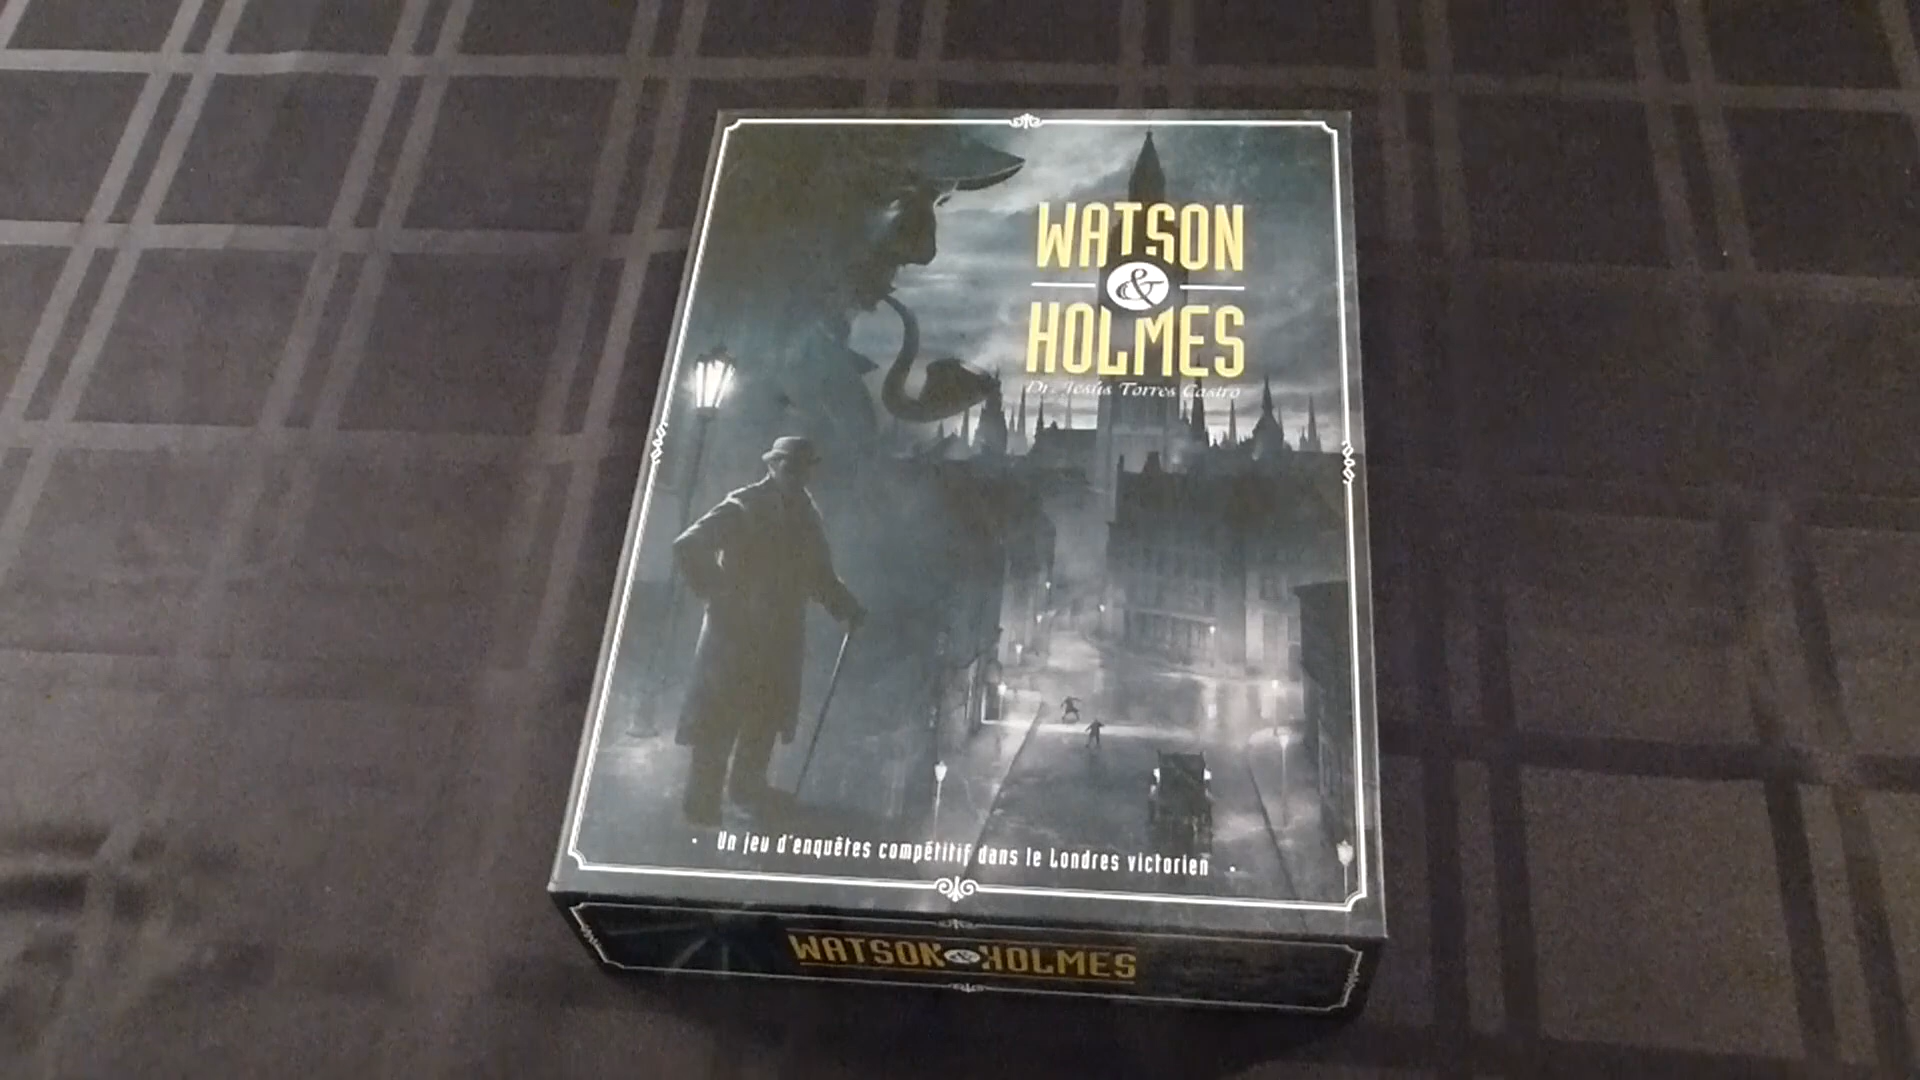 WATSON
&
HOLMES
Dr. Jesús Torres Castro
· Un jeu d'enquêtes compétitif dans le Londres victorien ·
WATSON & HOLMES